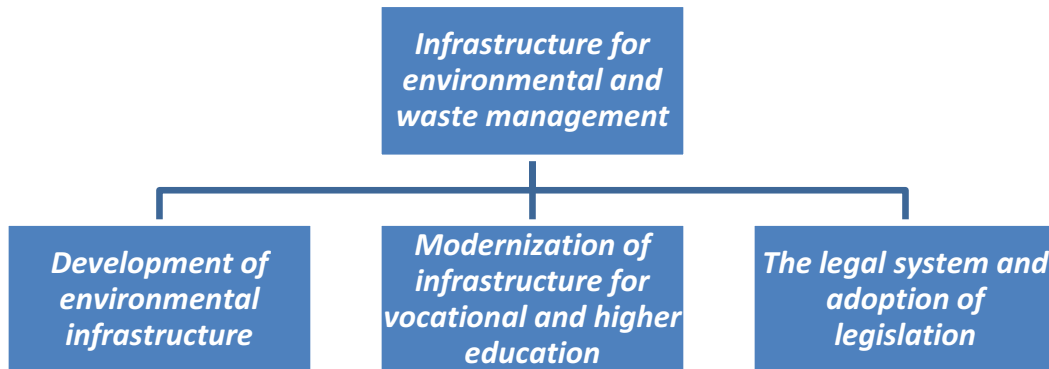 Infrastructure for
environmental and
waste management
Development of
environmental
infrastructure
Modernization of
infrastructure for
vocational and higher
education
The legal system and
adoption of
legislation